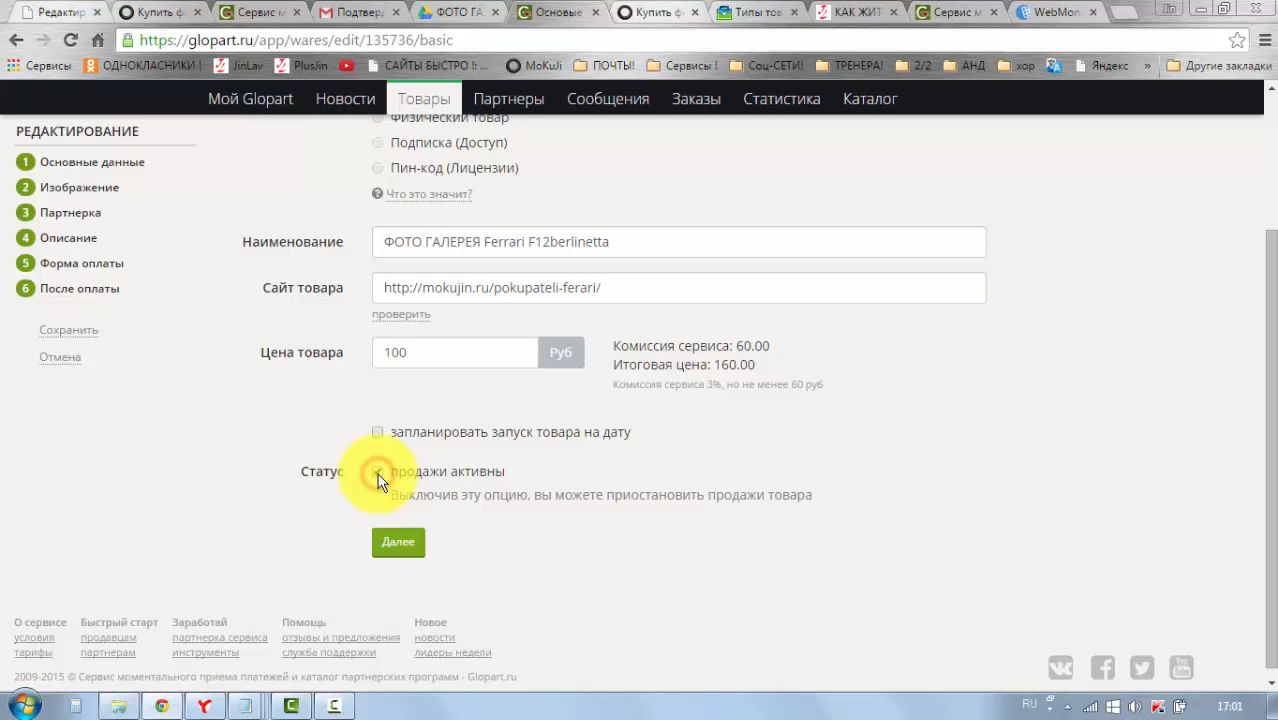 Редактир
Купить ф
Сервис м
Подтверд
ФОТО ГА
Основые
Купить ф
Типы то
КАК ЖИТ
Сервис м
WebMon
Jin
https://glopart.ru/app/wares/edit/135736/basic
Сервисы
ОДНОКЛАСНИКИ
JinLav
PlusJin
САЙТЫ БЫСТРО !:
MoKuJi
ПОЧТЫ!
Сервисы !
Соц-СЕТИ!
ТРЕНЕРА!
2/2
АНД
хор
Яндекс
»
Другие закладки
Мой Glopart
Новости
Товары
Партнеры
Сообщения
Заказы
Статистика
Каталог
РЕДАКТИРОВАНИЕ
1 Основные данные
2 Изображение
3 Партнерка
4 Описание
5 Форма оплаты
6 После оплаты
Сохранить
Отмена
Физический товар
Подписка (Доступ)
Пин-код (Лицензии)
Что это значит?
Наименование
ФОТО ГАЛЕРЕЯ Ferrari F12berlinetta
Сайт товара
http://mokujin.ru/pokupateli-ferari/
проверить
Цена товара
100
Руб
Комиссия сервиса: 60.00
Итоговая цена: 160.00
Комиссия сервиса 3%, но не менее 60 руб
запланировать запуск товара на дату
Статус
продажи активны
Выключив эту опцию, вы можете приостановить продажи товара
Далее
О сервисе
условия
тарифы
Быстрый старт
продавцам
партнерам
Заработай
партнерка сервиса
инструменты
Помощь
отзывы и предложения
служба поддержки
Новое
новости
лидеры недели
2009-2015 © Сервис моментального приема платежей и каталог партнерских программ - Glopart.ru
RU
17:01